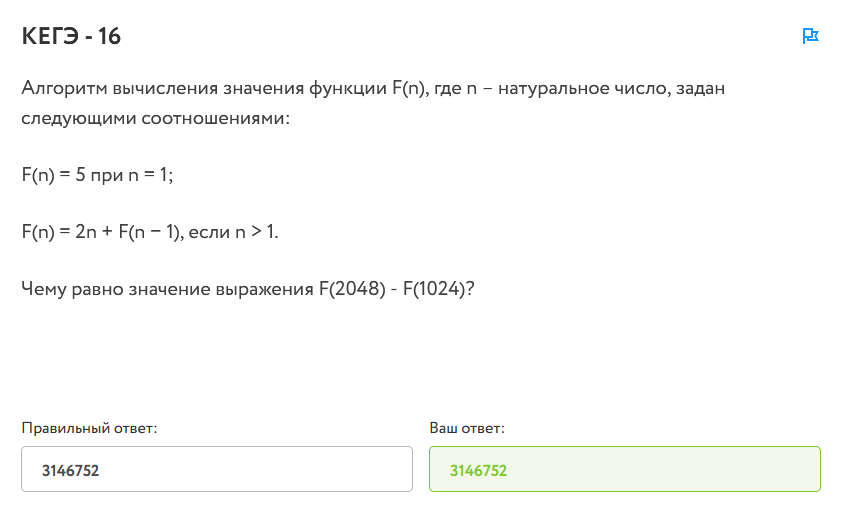 КЕГЭ - 16
Алгоритм вычисления значения функции F(n), где n – натуральное число, задан
следующими соотношениями:
F(n) = 5 при n = 1;
F(n) = 2n + F(n − 1), если n > 1.
Чему равно значение выражения F(2048) - F(1024)?
Правильный ответ:
Ваш ответ:
3146752
3146752